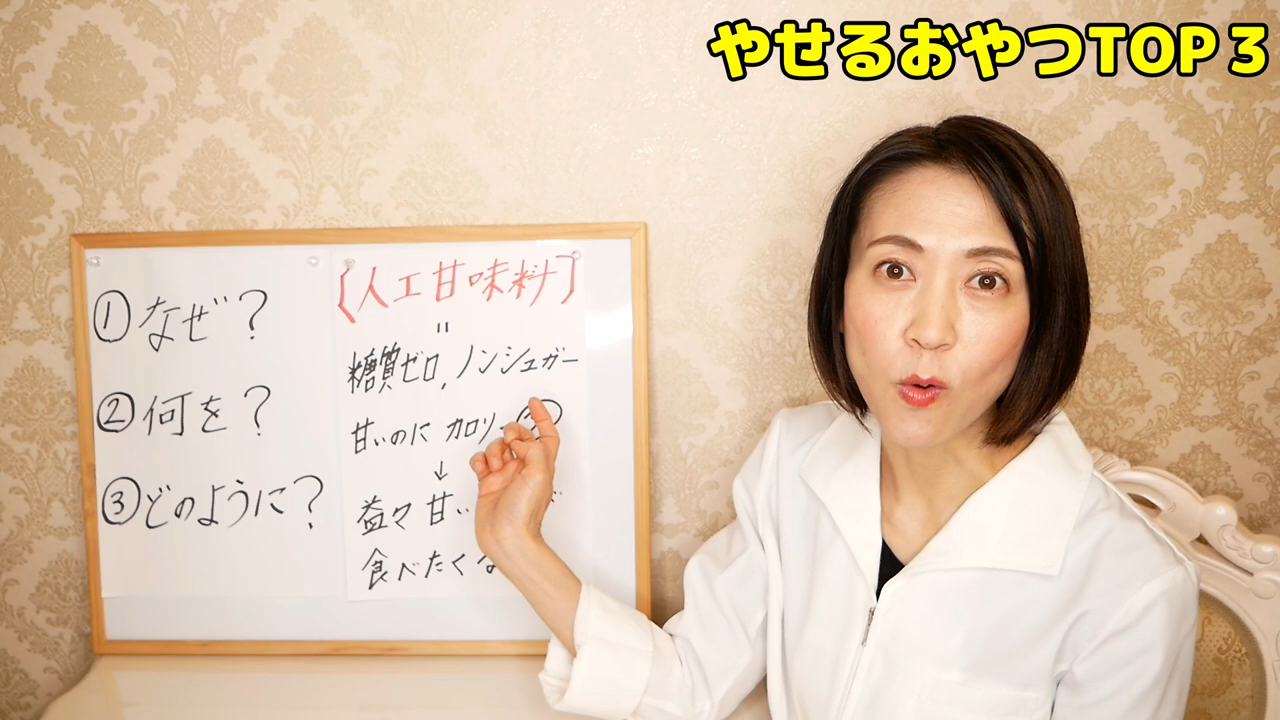 やせるおやつTOP3
①なぜ？
②何を？
③どのように？
[人工甘味料]
=
糖質ゼロ,ノンシュガー
甘いのにカロリー
↓
益々甘い
食べたくな